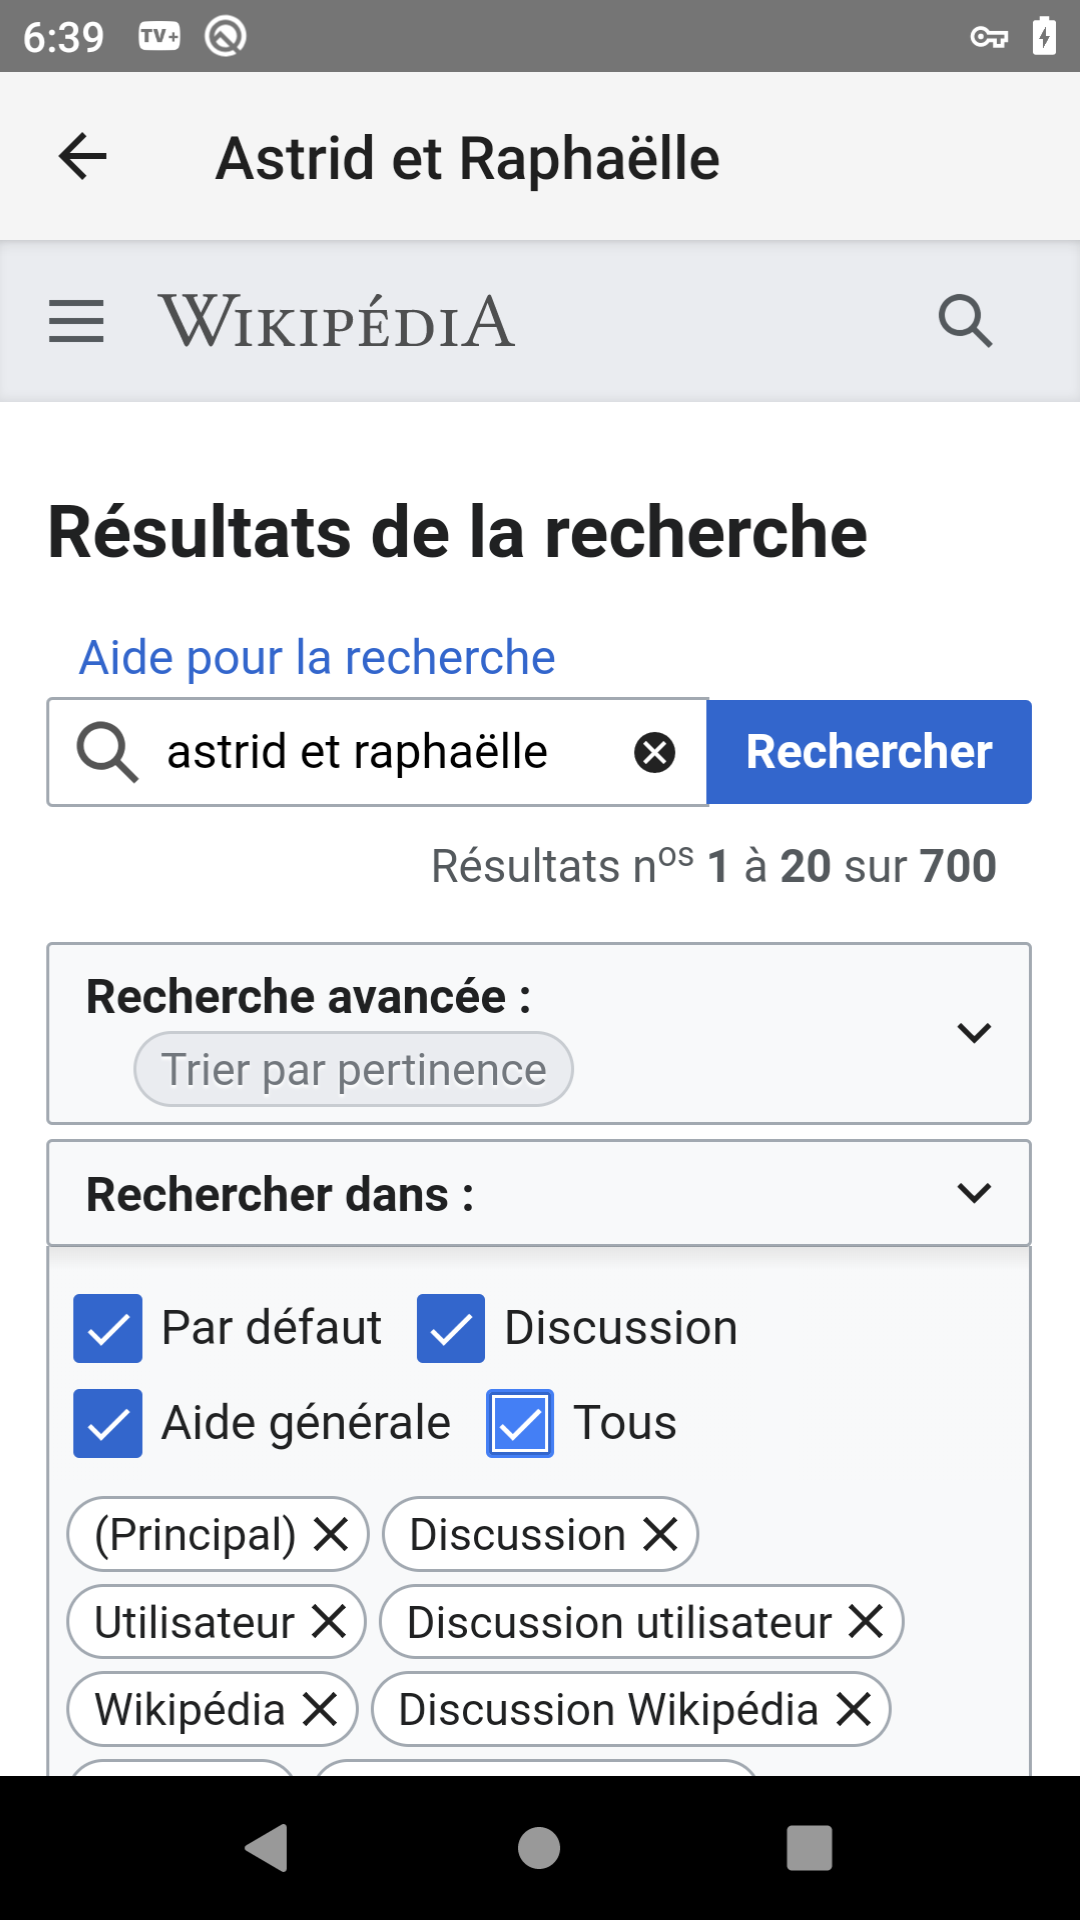 6:39 TV+
Astrid et Raphaëlle
WIKIPÉDIA
Résultats de la recherche
Aide pour la recherche
astrid et raphaëlle Rechercher
Résultats nos 1 à 20 sur 700
Recherche avancée :
Trier par pertinence
Rechercher dans :
Par défaut Discussion
Aide générale Tous
(Principal) Discussion
Utilisateur Discussion utilisateur
Wikipédia Discussion Wikipédia